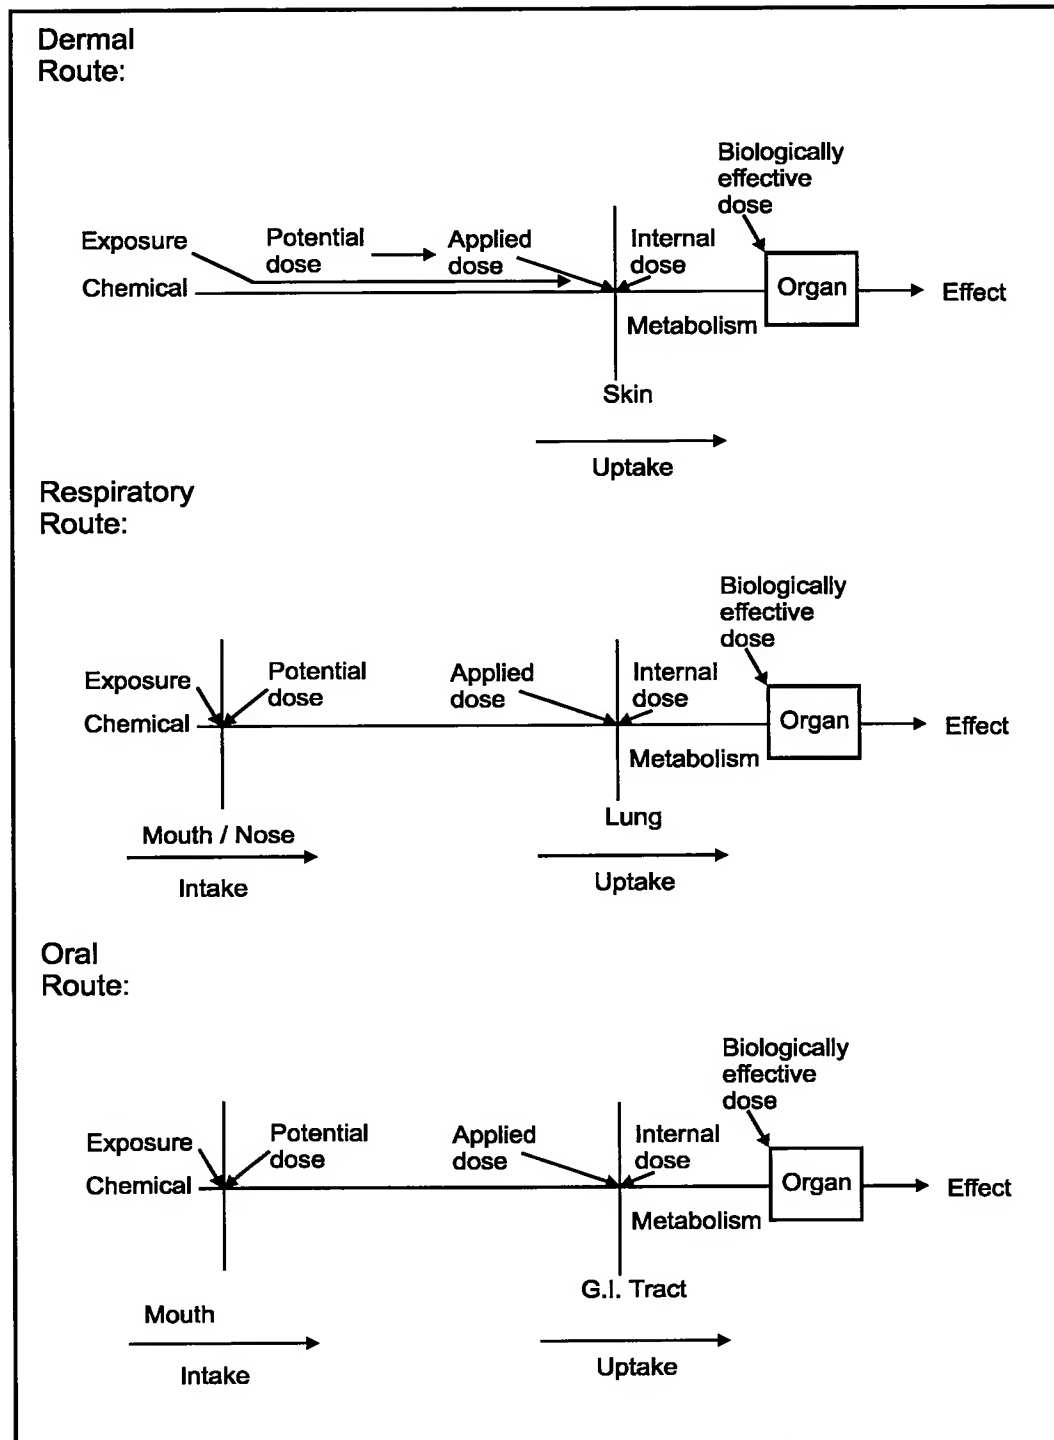 Dermal
Route:
Biologically
effective
dose
Exposure
Potential
dose
Applied
dose
Internal
dose
Chemical
Organ
Effect
Metabolism
Skin
Uptake
Respiratory
Route:
Biologically
effective
dose
Exposure
Potential
dose
Applied
dose
Internal
dose
Chemical
Organ
Effect
Metabolism
Mouth / Nose
Lung
Intake
Uptake
Oral
Route:
Biologically
effective
dose
Exposure
Potential
dose
Applied
dose
Internal
dose
Chemical
Organ
Effect
Metabolism
G.I. Tract
Mouth
Intake
Uptake